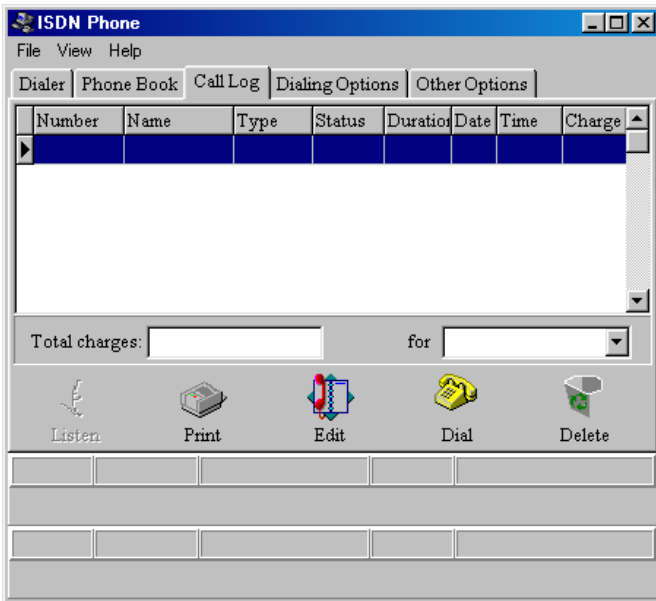 ISDN Phone
File View Help
Dialer Phone Book Call Log Dialing Options Other Options
Number Name Type Status Duration Date Time Charge
Total charges: for
Listen Print Edit Dial Delete